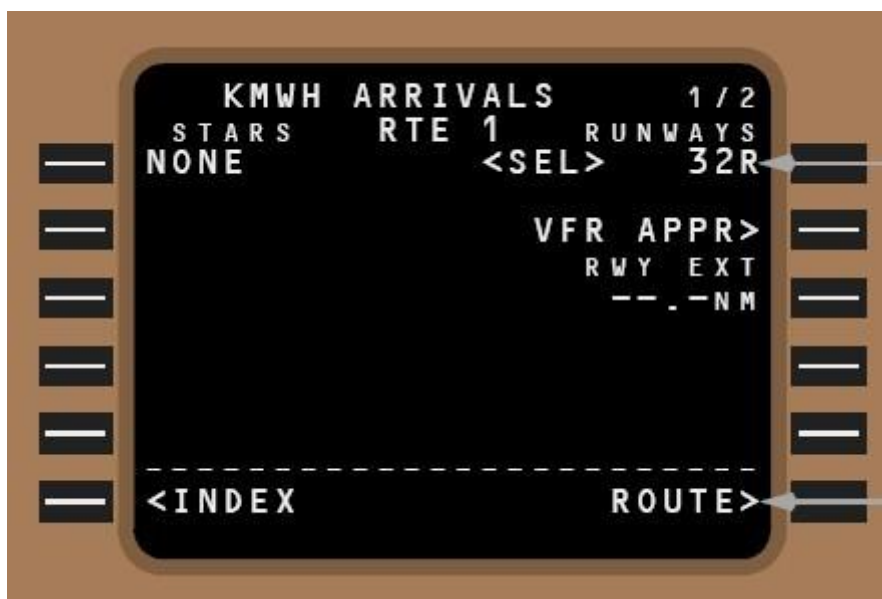 KMWH ARRIVALS 1/2
STARS RTE 1 RUNWAYS
NONE <SEL> 32R
VFR APPR>
RWY EXT
--.-NM
------------------------
<INDEX ROUTE>